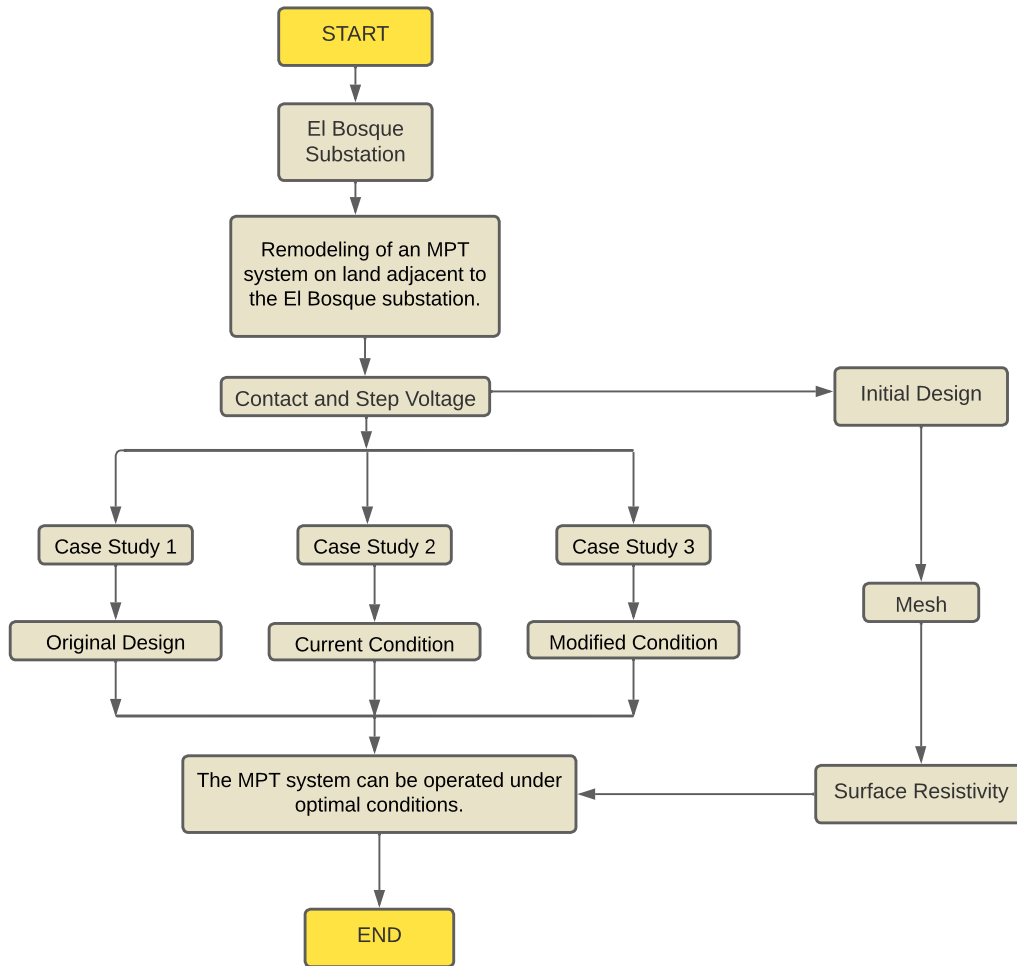 START
El Bosque
Substation
Remodeling of an MPT
system on land adjacent to
the El Bosque substation.
Contact and Step Voltage
Initial Design
Case Study 1
Case Study 2
Case Study 3
Mesh
Original Design
Current Condition
Modified Condition
The MPT system can be operated under
optimal conditions.
Surface Resistivity
END